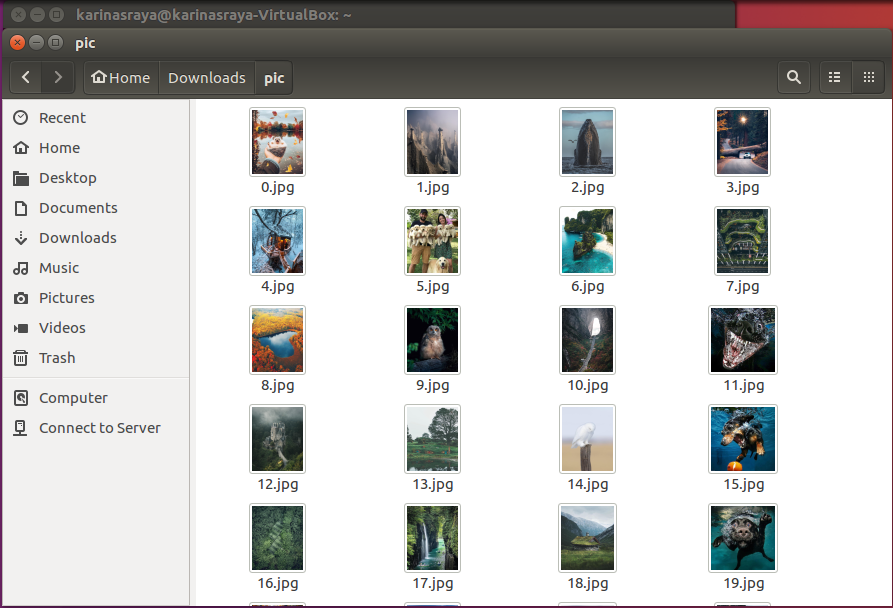 karinasraya@karinasraya-VirtualBox: ~
pic
Home Downloads pic
Recent
Home
Desktop
Documents
Downloads
Music
Pictures
Videos
Trash
Computer
Connect to Server
0.jpg 1.jpg 2.jpg 3.jpg
4.jpg 5.jpg 6.jpg 7.jpg
8.jpg 9.jpg 10.jpg 11.jpg
12.jpg 13.jpg 14.jpg 15.jpg
16.jpg 17.jpg 18.jpg 19.jpg